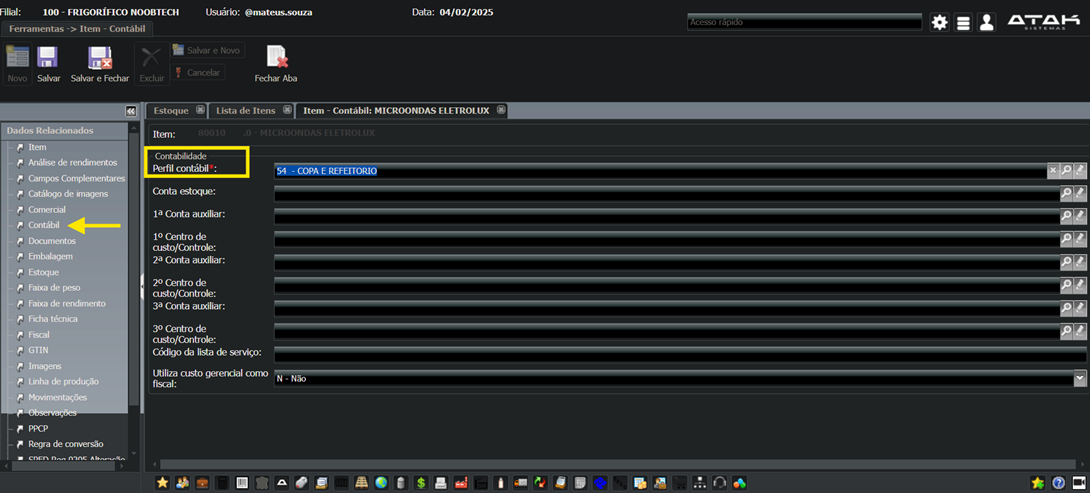 Filial: 100 - FRIGORÍFICO NOOBTECH Usuário: @mateus.souza Data: 04/02/2025
Ferramentas -> Item - Contábil
Acesso rápido
ATAK
SISTEMAS
Novo
Salvar
Salvar e Fechar
Excluir
Salvar e Novo
Cancelar
Fechar Aba
Dados Relacionados
Item
Análise de rendimentos
Campos Complementares
Catálogo de imagens
Comercial
Contábil
Documentos
Embalagem
Estoque
Faixa de peso
Faixa de rendimento
Ficha técnica
Fiscal
GTIN
Imagens
Linha de produção
Movimentações
Observações
PPCP
Regra de conversão
SPED Reg 0205 Alteração
Estoque
Lista de Itens
Item - Contábil: MICROONDAS ELETROLUX
Item: 80010 .0 - MICROONDAS ELETROLUX
Contabilidade
Perfil contábil*: 54 - COPA E REFEITORIO
Conta estoque:
1ª Conta auxiliar:
1º Centro de
custo/Controle:
2ª Conta auxiliar:
2º Centro de
custo/Controle:
3ª Conta auxiliar:
3º Centro de
custo/Controle:
Código da lista de serviço:
Utiliza custo gerencial como
fiscal: N - Não